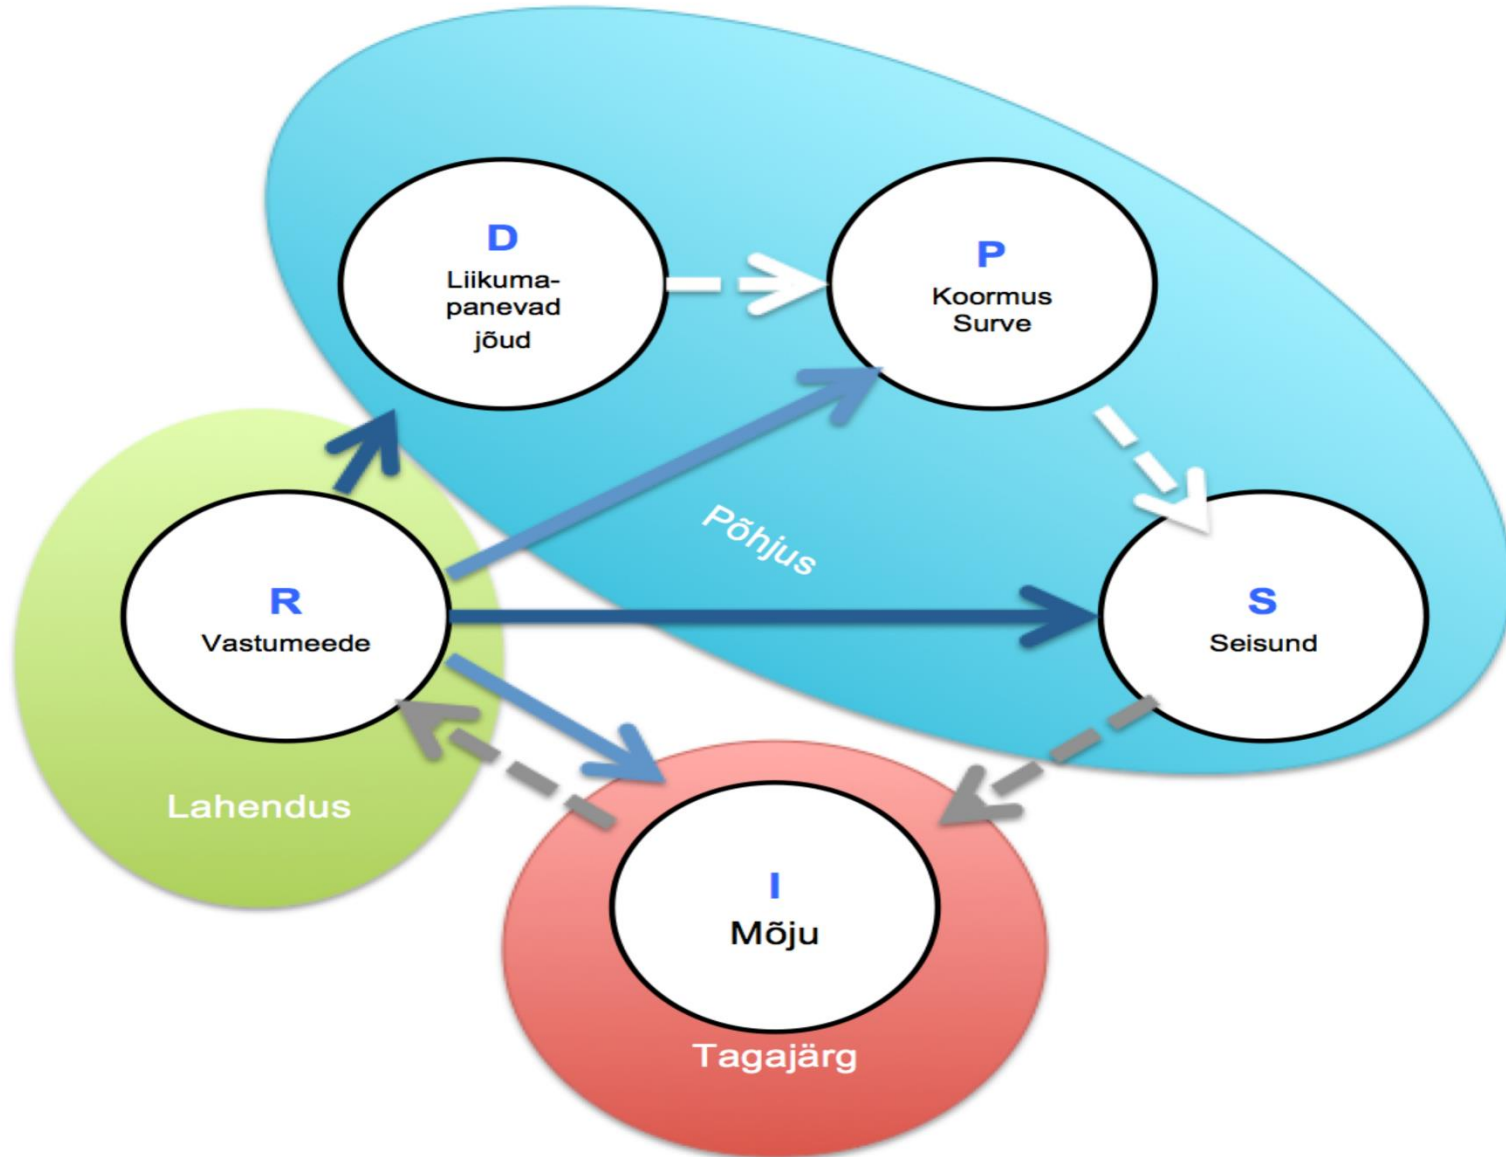 D
Liikuma-
panevad
jõud
P
Koormus
Surve
Põhjus
R
Vastumeede
S
Seisund
Lahendus
I
Mõju
Tagajärg